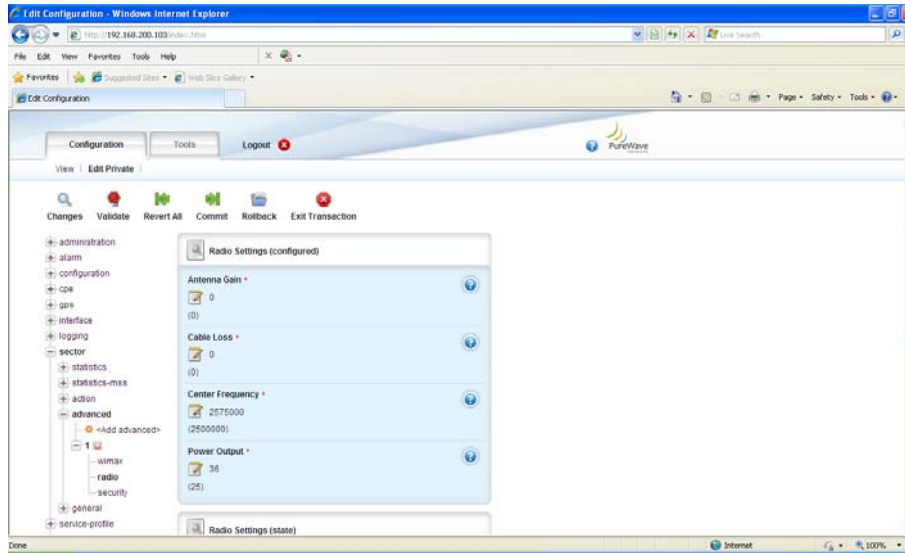 Edit Configuration - Windows Internet Explorer
http://192.168.200.103/index.html
Live Search
File Edit View Favorites Tools Help
Favorites Suggested Sites Web Slice Gallery
Edit Configuration
Page Safety Tools
Configuration Tools Logout
PureWave
View | Edit Private |
Changes Validate Revert All Commit Rollback Exit Transaction
administration
alarm
configuration
cpe
gps
interface
logging
sector
statistics
statistics-mss
action
advanced
<Add advanced>
1
wimax
radio
security
general
service-profile
Radio Settings (configured)
Antenna Gain *
0
(0)
Cable Loss *
0
(0)
Center Frequency *
2575000
(2500000)
Power Output *
36
(25)
Radio Settings (state)
Done
Internet
100%